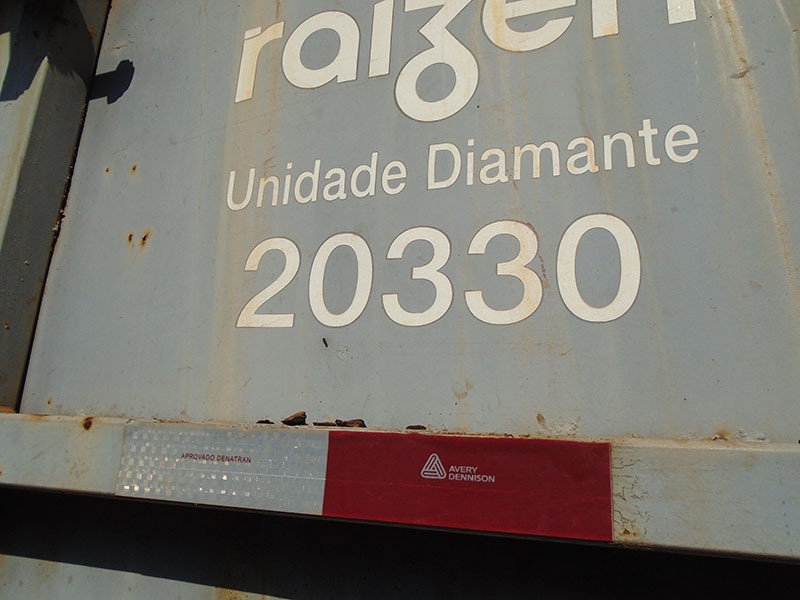 raízen
Unidade Diamante
20330
APROVADO DENATRAN
AVERY
DENNISON